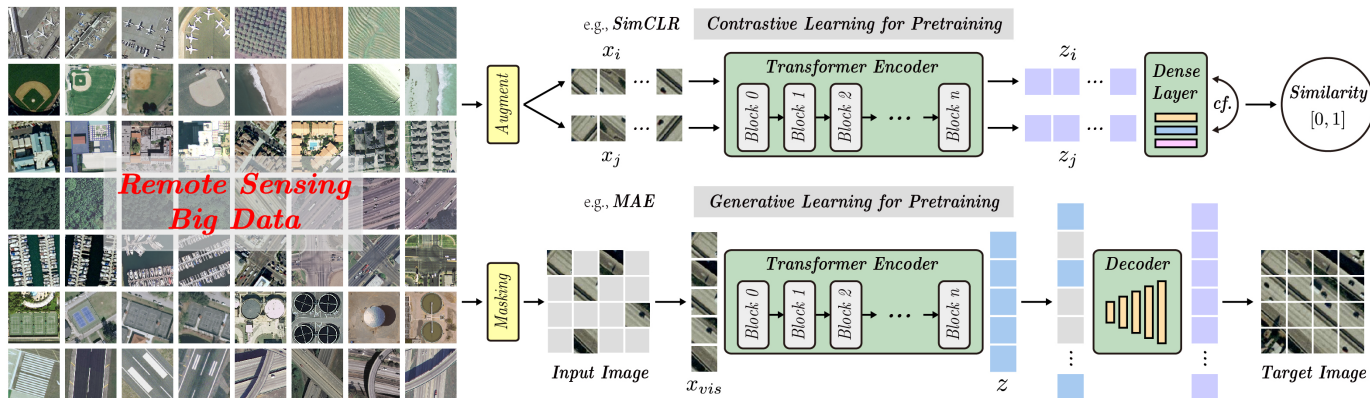 Remote Sensing
Big Data
e.g., SimCLR
Contrastive Learning for Pretraining
Augment
x_i
x_j
Transformer Encoder
Block 0
Block 1
Block 2
...
Block n
z_i
z_j
Dense
Layer
cf.
Similarity
[0, 1]
e.g., MAE
Generative Learning for Pretraining
Masking
Input Image
x_{vis}
Transformer Encoder
Block 0
Block 1
Block 2
...
Block n
z
Decoder
Target Image